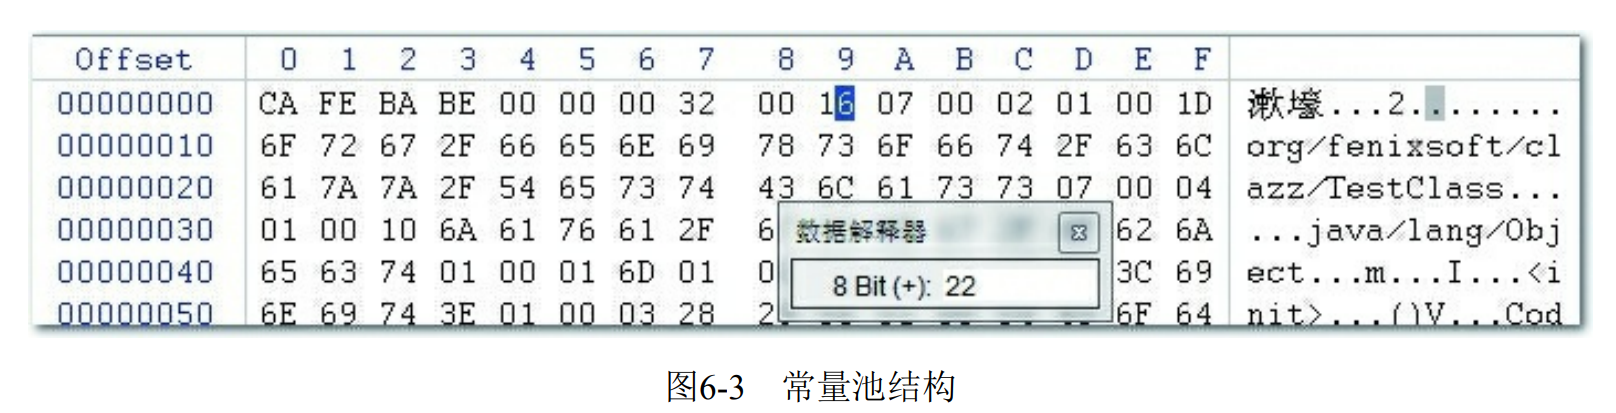 Offset 0 1 2 3 4 5 6 7 8 9 A B C D E F
00000000 CA FE BA BE 00 00 00 32 00 16 07 00 02 01 00 1D 漖壕...2........
00000010 6F 72 67 2F 66 65 6E 69 78 73 6F 66 74 2F 63 6C org/fenixsoft/cl
00000020 61 7A 7A 2F 54 65 73 74 43 6C 61 73 73 07 00 04 azz/TestClass...
00000030 01 00 10 6A 61 76 61 2F 6 62 6A ...java/lang/Obj
数据解释器
00000040 65 63 74 01 00 01 6D 01 0 3C 69 ect...m...I...<i
8 Bit (+): 22
00000050 6E 69 74 3E 01 00 03 28 2 6F 64 nit>...()V...Cod
图6-3 常量池结构